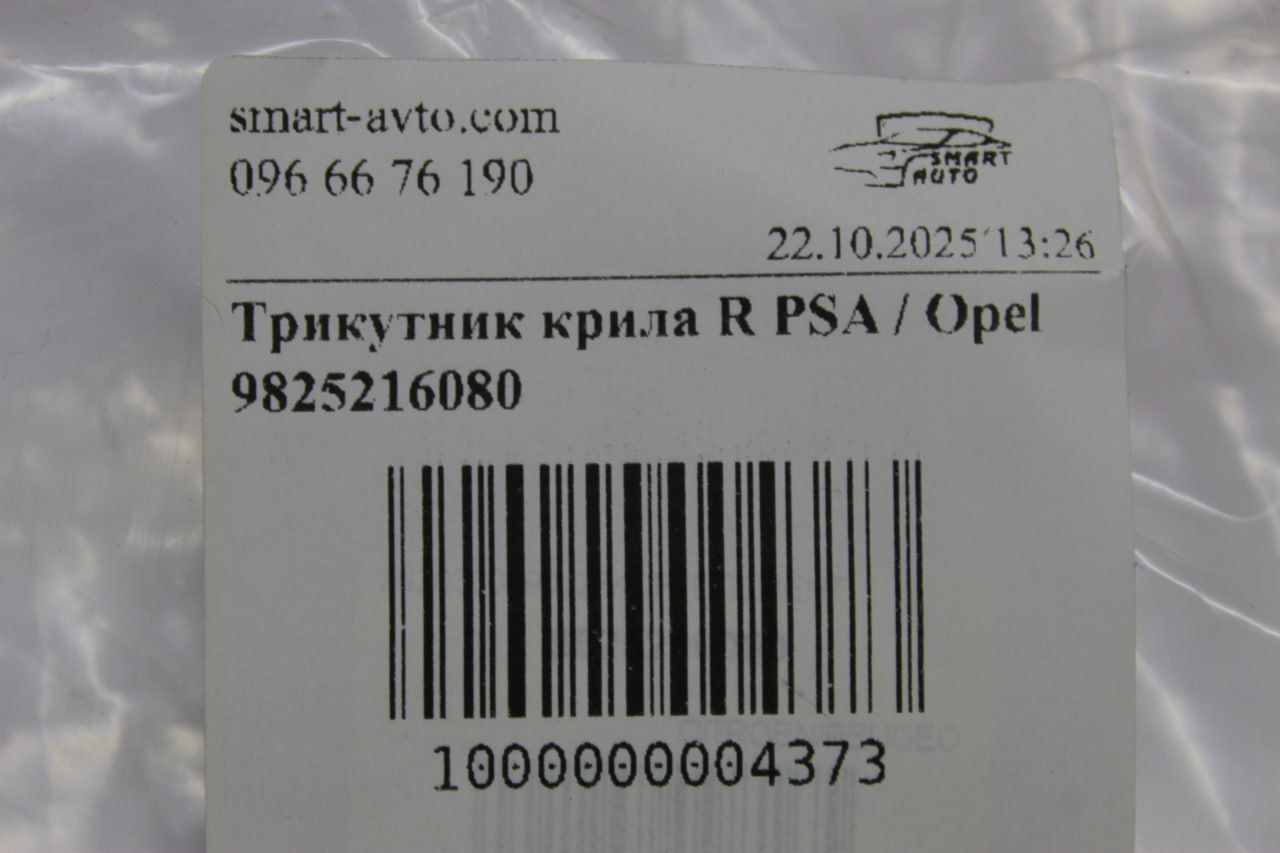 smart-avto.com
096 66 76 190
SMART
AUTO
22.10.2025 13:26
Трикутник крила R PSA / Opel
9825216080
1000000004373